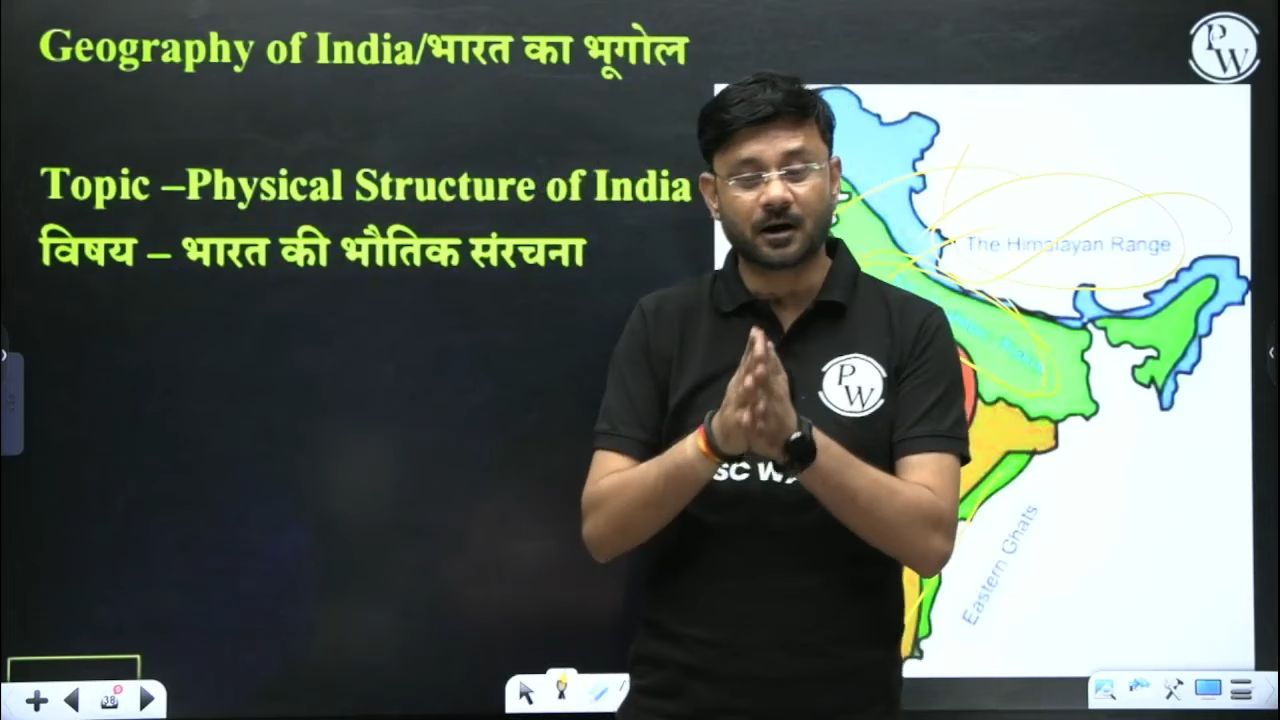 Geography of India/भारत का भूगोल
PW
Topic –Physical Structure of India
विषय – भारत की भौतिक संरचना
The Himalayan Range
PW
SC W
Eastern Ghats
38